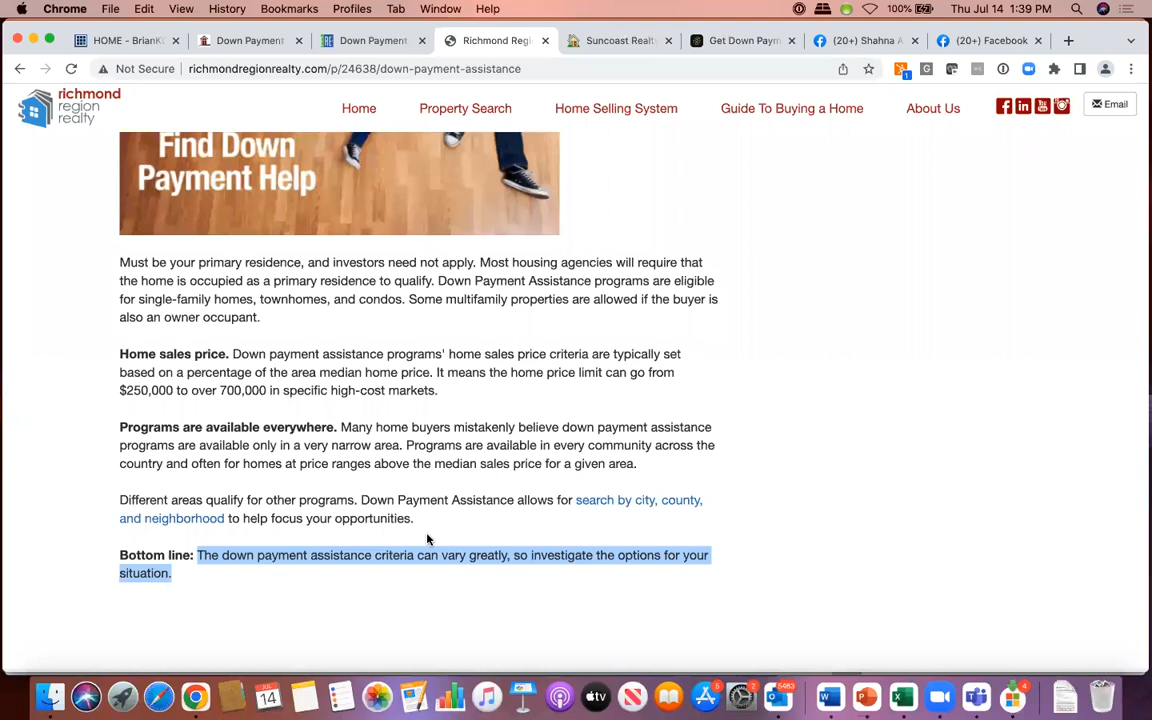 Chrome File Edit View History Bookmarks Profiles Tab Window Help 100% Thu Jul 14 1:39 PM
HOME - BrianK Down Payment Down Payment Richmond Regi Suncoast Realt Get Down Paym (20+) Shahna A (20+) Facebook
Not Secure richmondregionrealty.com/p/24638/down-payment-assistance
1
richmond
region
realty
Home Property Search Home Selling System Guide To Buying a Home About Us Email
Find Down
Payment Help
Must be your primary residence, and investors need not apply. Most housing agencies will require that
the home is occupied as a primary residence to qualify. Down Payment Assistance programs are eligible
for single-family homes, townhomes, and condos. Some multifamily properties are allowed if the buyer is
also an owner occupant.
Home sales price. Down payment assistance programs' home sales price criteria are typically set
based on a percentage of the area median home price. It means the home price limit can go from
$250,000 to over 700,000 in specific high-cost markets.
Programs are available everywhere. Many home buyers mistakenly believe down payment assistance
programs are available only in a very narrow area. Programs are available in every community across the
country and often for homes at price ranges above the median sales price for a given area.
Different areas qualify for other programs. Down Payment Assistance allows for search by city, county,
and neighborhood to help focus your opportunities.
Bottom line: The down payment assistance criteria can vary greatly, so investigate the options for your
situation.
14 tv 5 2 5463 4